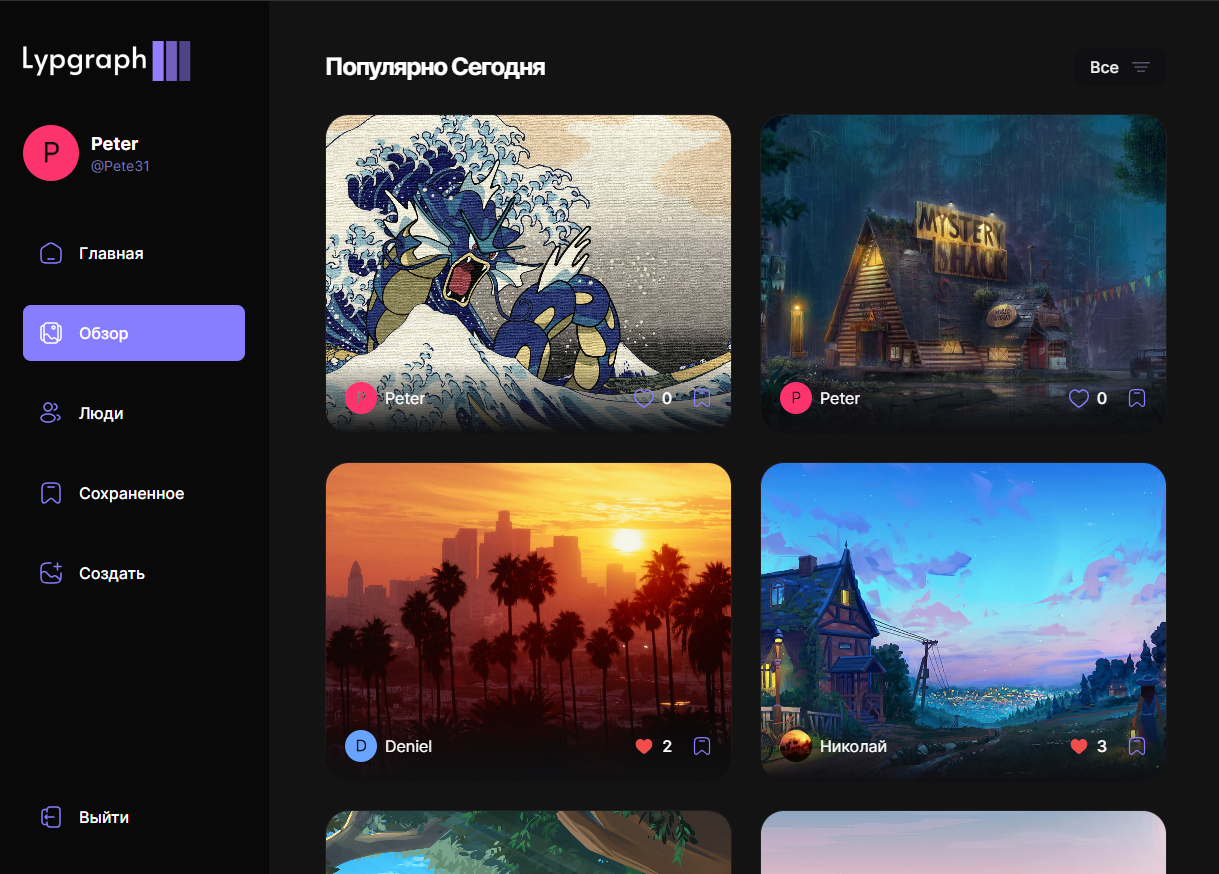 Lypgraph
P
Peter
@Pete31
Главная
Обзор
Люди
Сохраненное
Создать
Выйти
Популярно Сегодня
Все
P
Peter
0
MYSTERY
SHACK
P
Peter
0
D
Deniel
2
Николай
3